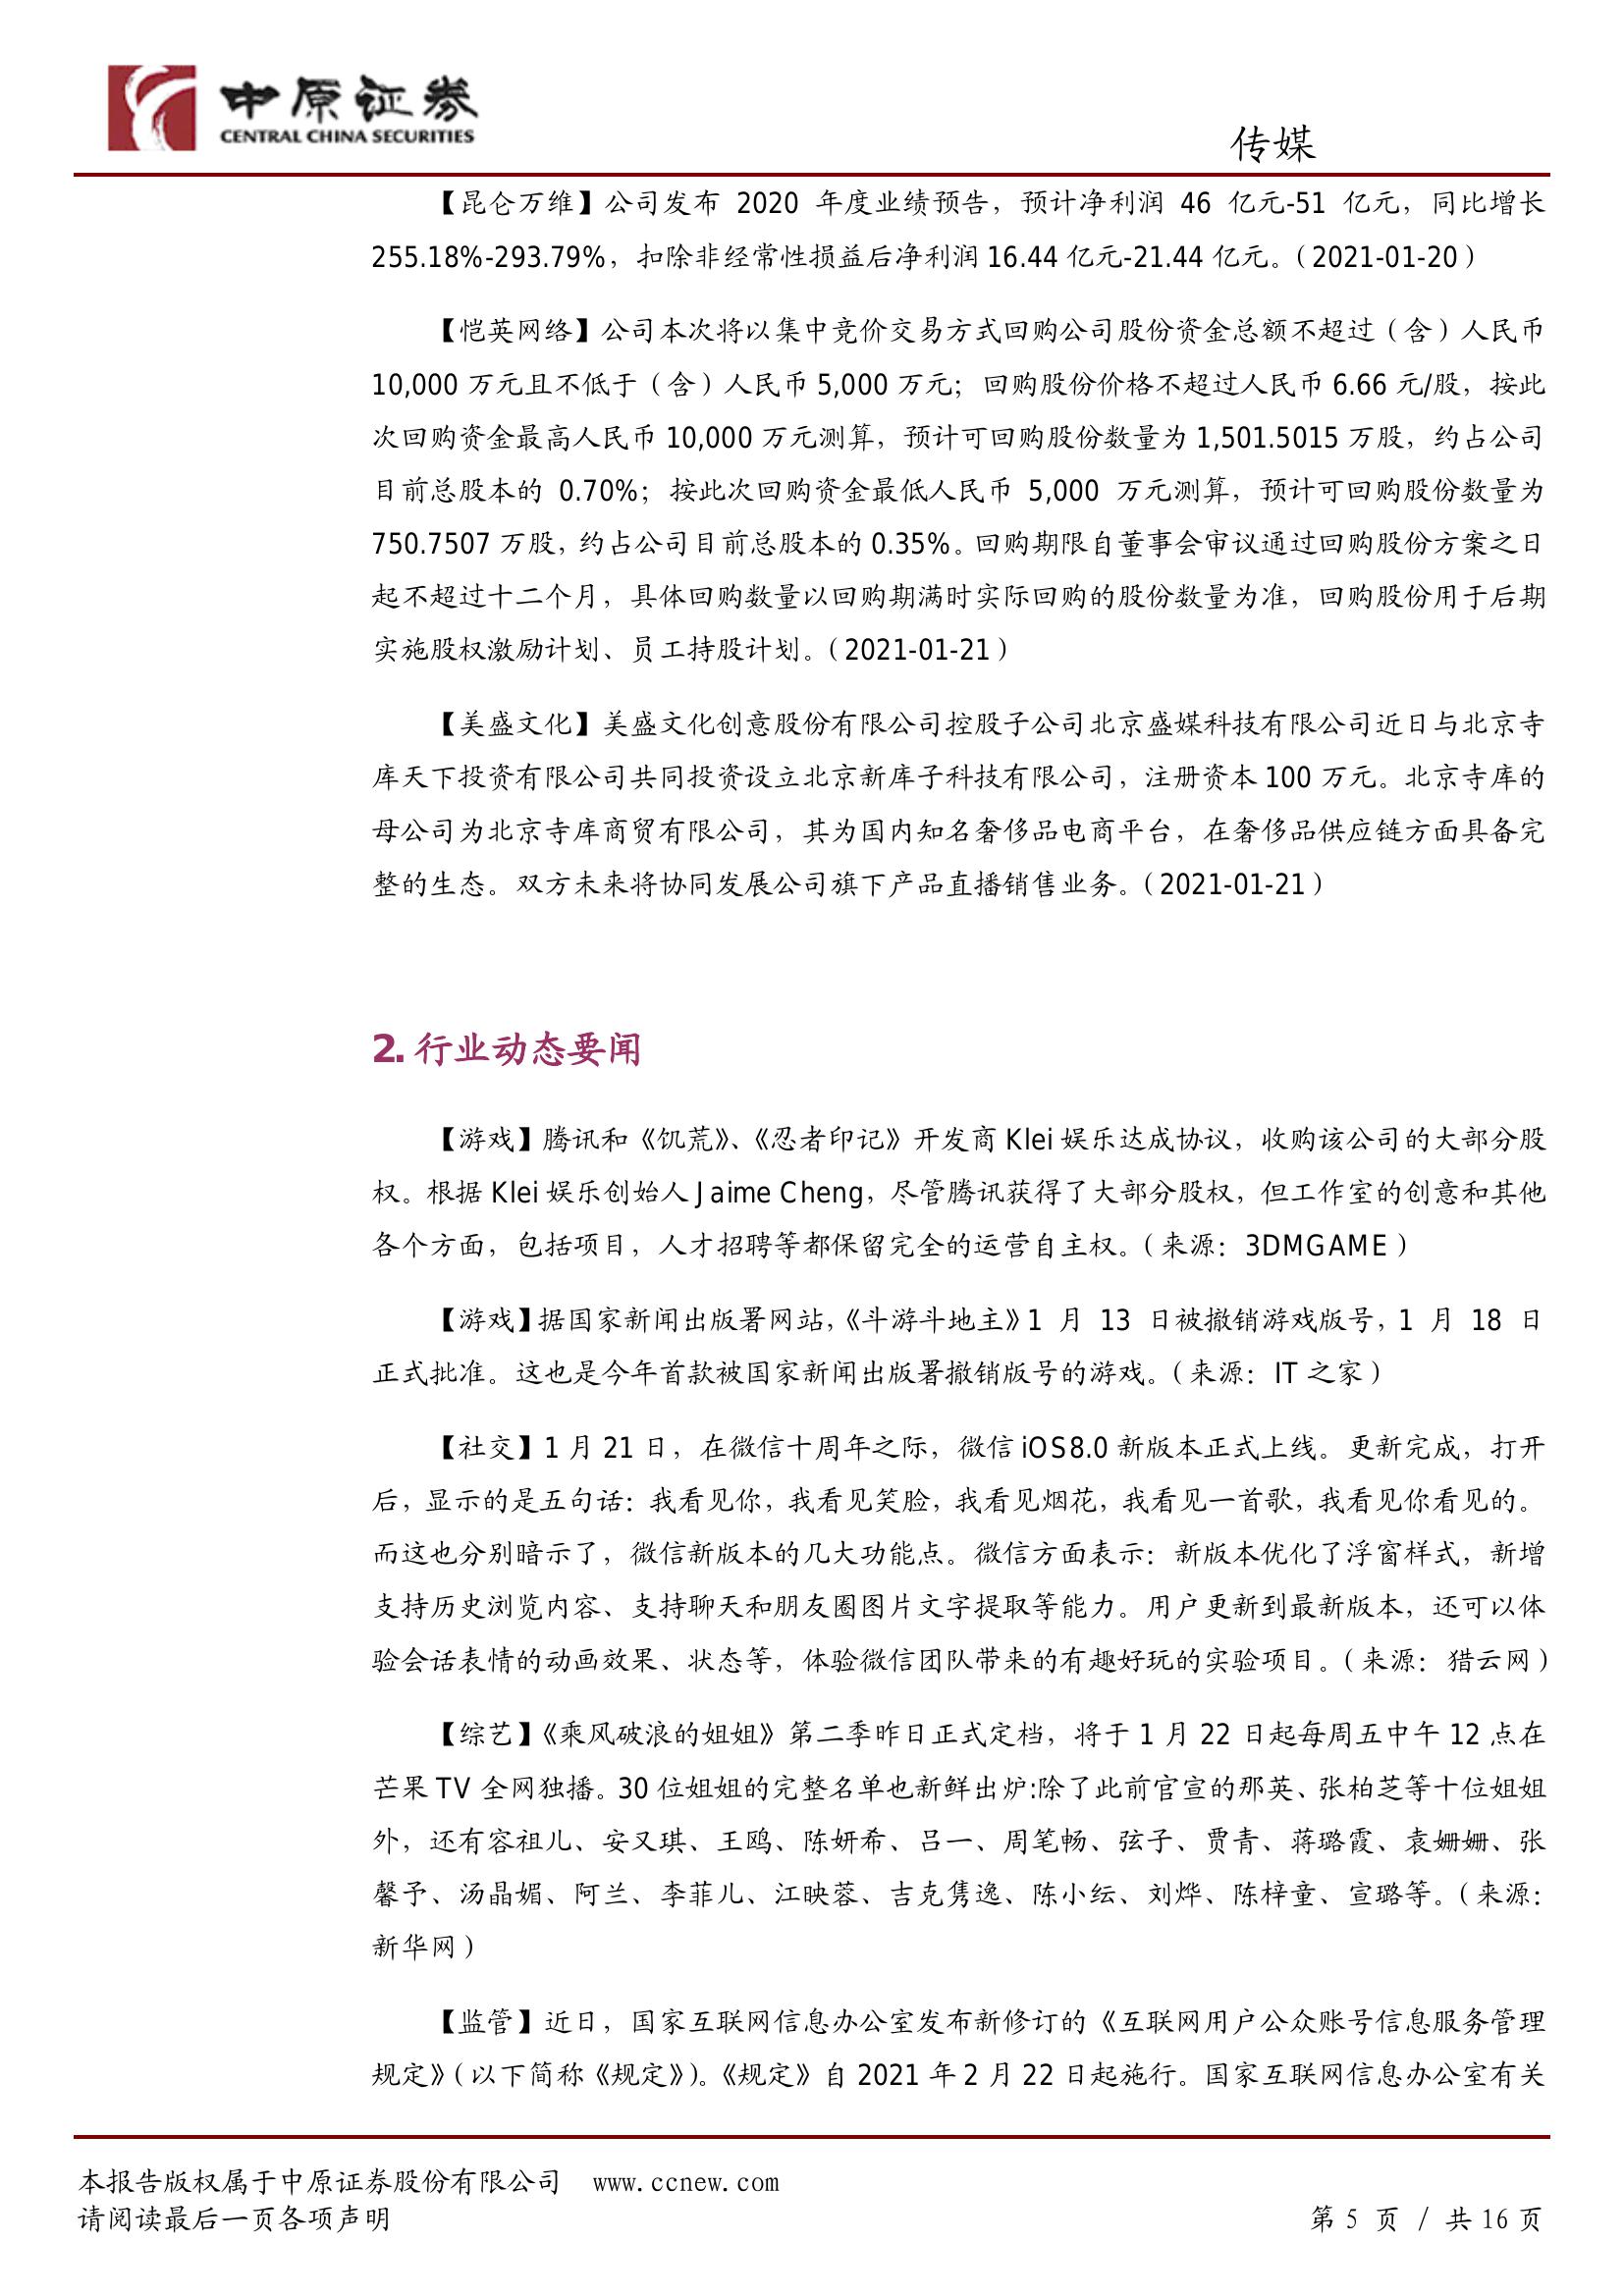 中原证券
CENTRAL CHINA SECURITIES
传媒
【昆仑万维】公司发布 2020 年度业绩预告，预计净利润 46 亿元-51 亿元，同比增长
255.18%-293.79%，扣除非经常性损益后净利润 16.44 亿元-21.44 亿元。（2021-01-20）
【恺英网络】公司本次将以集中竞价交易方式回购公司股份资金总额不超过（含）人民币
10,000 万元且不低于（含）人民币 5,000 万元；回购股份价格不超过人民币 6.66 元/股，按此
次回购资金最高人民币 10,000 万元测算，预计可回购股份数量为 1,501.5015 万股，约占公司
目前总股本的 0.70%；按此次回购资金最低人民币 5,000 万元测算，预计可回购股份数量为
750.7507 万股，约占公司目前总股本的 0.35%。回购期限自董事会审议通过回购股份方案之日
起不超过十二个月，具体回购数量以回购期满时实际回购的股份数量为准，回购股份用于后期
实施股权激励计划、员工持股计划。（2021-01-21）
【美盛文化】美盛文化创意股份有限公司控股子公司北京盛媒科技有限公司近日与北京寺
库天下投资有限公司共同投资设立北京新库子科技有限公司，注册资本 100 万元。北京寺库的
母公司为北京寺库商贸有限公司，其为国内知名奢侈品电商平台，在奢侈品供应链方面具备完
整的生态。双方未来将协同发展公司旗下产品直播销售业务。（2021-01-21）
2. 行业动态要闻
【游戏】腾讯和《饥荒》、《忍者印记》开发商 Klei 娱乐达成协议，收购该公司的大部分股
权。根据 Klei 娱乐创始人 Jaime Cheng，尽管腾讯获得了大部分股权，但工作室的创意和其他
各个方面，包括项目，人才招聘等都保留完全的运营自主权。（来源：3DMGAME）
【游戏】据国家新闻出版署网站，《斗游斗地主》1 月 13 日被撤销游戏版号，1 月 18 日
正式批准。这也是今年首款被国家新闻出版署撤销版号的游戏。（来源：IT 之家）
【社交】1 月 21 日，在微信十周年之际，微信 iOS8.0 新版本正式上线。更新完成，打开
后，显示的是五句话：我看见你，我看见笑脸，我看见烟花，我看见一首歌，我看见你看见的。
而这也分别暗示了，微信新版本的几大功能点。微信方面表示：新版本优化了浮窗样式，新增
支持历史浏览内容、支持聊天和朋友圈图片文字提取等能力。用户更新到最新版本，还可以体
验会话表情的动画效果、状态等，体验微信团队带来的有趣好玩的实验项目。（来源：猎云网）
【综艺】《乘风破浪的姐姐》第二季昨日正式定档，将于 1 月 22 日起每周五中午 12 点在
芒果 TV 全网独播。30 位姐姐的完整名单也新鲜出炉:除了此前官宣的那英、张柏芝等十位姐姐
外，还有容祖儿、安又琪、王鸥、陈妍希、吕一、周笔畅、弦子、贾青、蒋璐霞、袁姗姗、张
馨予、汤晶媚、阿兰、李菲儿、江映蓉、吉克隽逸、陈小纭、刘烨、陈梓童、宣璐等。（来源：
新华网）
【监管】近日，国家互联网信息办公室发布新修订的《互联网用户公众账号信息服务管理
规定》（以下简称《规定》）。《规定》自 2021 年 2 月 22 日起施行。国家互联网信息办公室有关
本报告版权属于中原证券股份有限公司 www.ccnew.com
请阅读最后一页各项声明
第 5 页 / 共 16 页